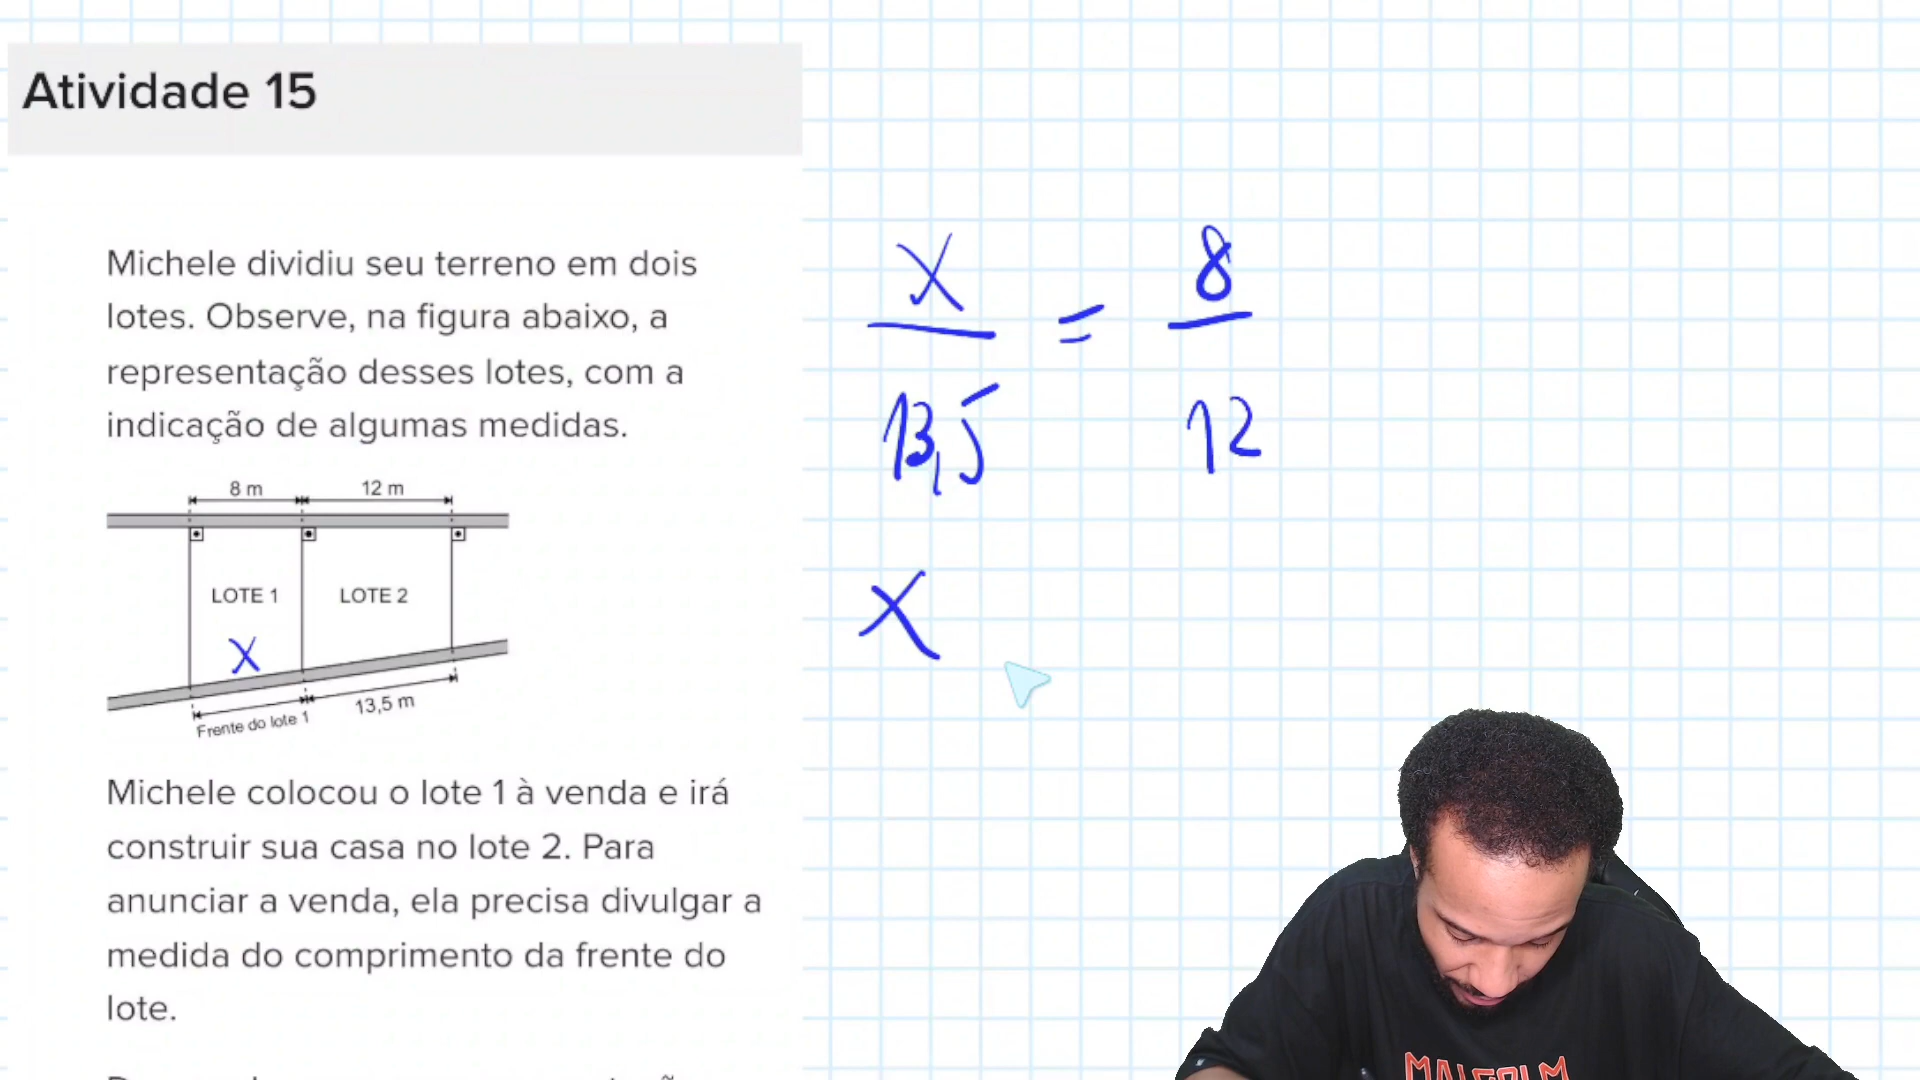 Atividade 15
Michele dividiu seu terreno em dois
lotes. Observe, na figura abaixo, a
representação desses lotes, com a
indicação de algumas medidas.
8 m
12 m
LOTE 1
LOTE 2
X
Frente do lote 1
13,5 m
Michele colocou o lote 1 à venda e irá
construir sua casa no lote 2. Para
anunciar a venda, ela precisa divulgar a
medida do comprimento da frente do
lote.
X = 8
13,5 12
X
MALCOLM